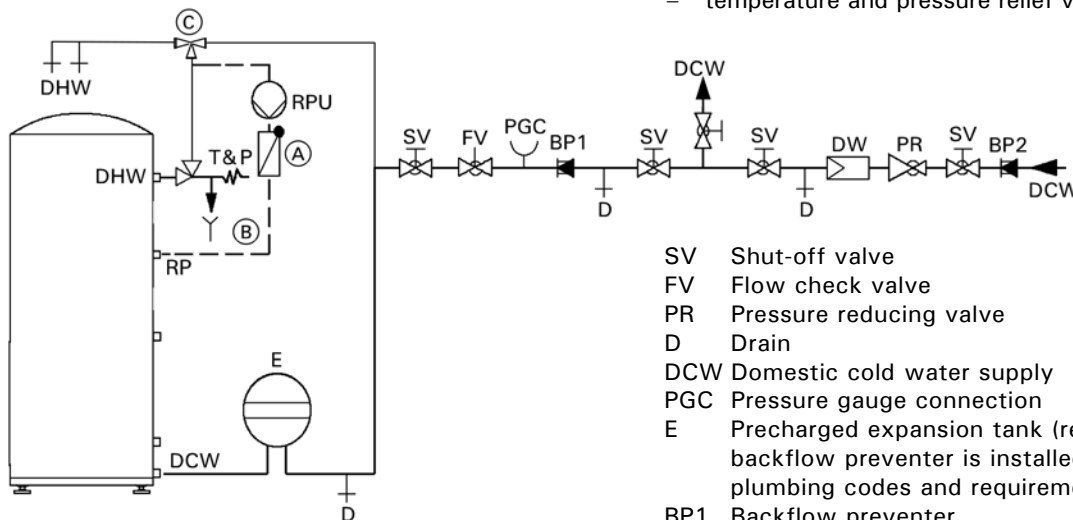 – temperature and pressure relief
C
DHW
DCW
RPU
SV
FV
PGC
BP1
SV
SV
DW
PR
SV
BP2
A
T&P
DHW
D
D
DCW
B
RP
SV Shut-off valve
FV Flow check valve
PR Pressure reducing valve
D Drain
DCW Domestic cold water supply
PGC Pressure gauge connection
E Precharged expansion tank
backflow preventer is installe
plumbing codes and requireme
BP1 Backflow preventer
E
DCW
D